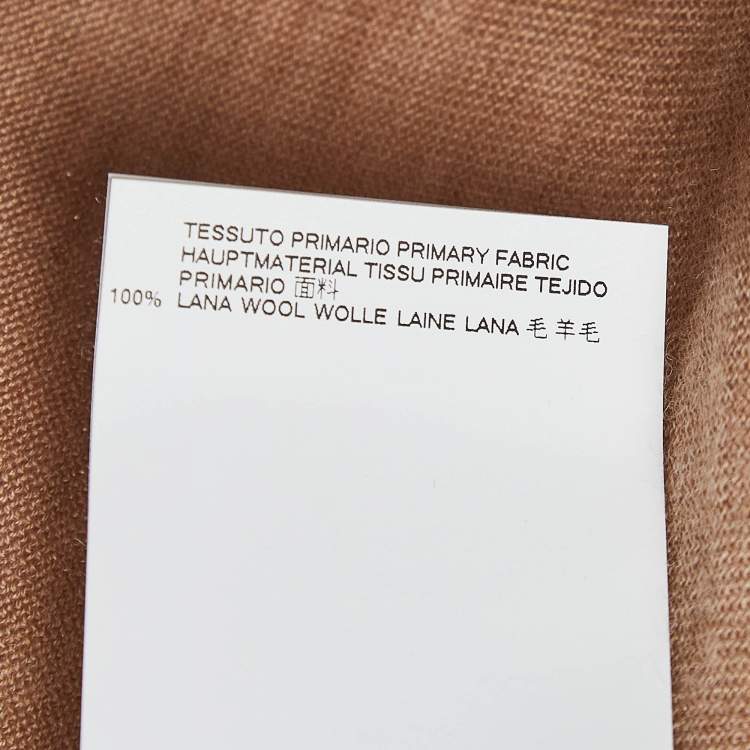 TESSUTO PRIMARIO PRIMARY FABRIC
HAUPTMATERIAL TISSU PRIMAIRE TEJIDO
PRIMARIO 面料
100% LANA WOOL WOLLE LAINE LANA 毛 羊毛